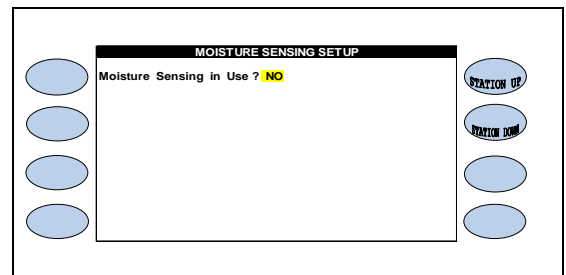 MOISTURE SENSING SETUP
Moisture Sensing in Use ? NO
STATION UP
STATION DOWN